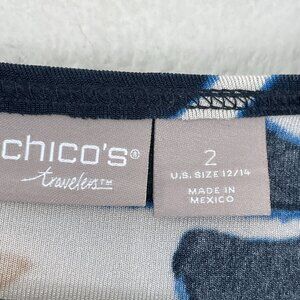 chico's®
travelers™
2
U.S. SIZE 12/14
MADE IN
MEXICO